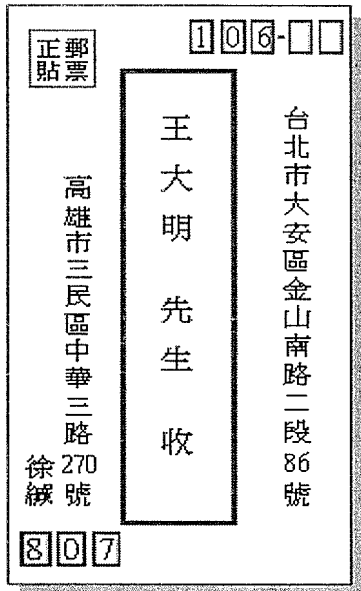 106-
郵票
正貼
台北市大安區金山南路二段86號
王大明 先生 收
高雄市三民區中華三路270號
徐緘
807